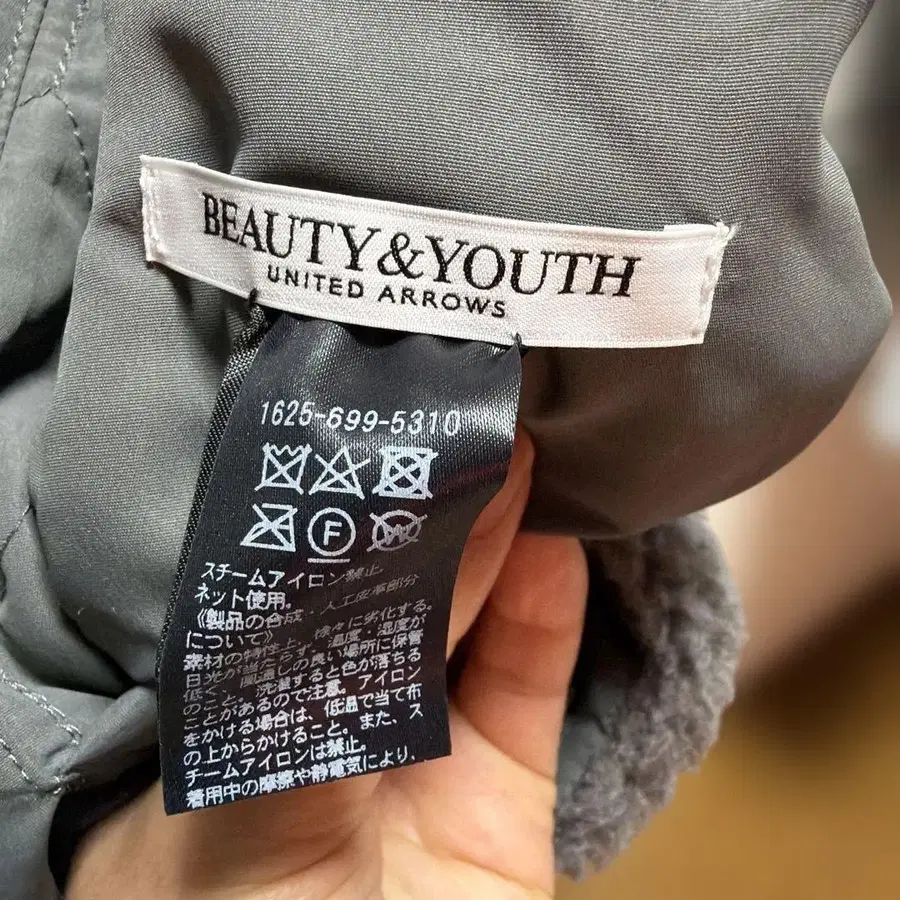 BEAUTY&YOUTH
UNITED ARROWS
1625-699-5310
F
W
スチームアイロン禁止。
ネット使用。
《製品の合成・人工皮革部分
について》
素材の特性上、徐々に劣化する。
日光が当たらず、温度・湿度が
低く、風通しの良い場所に保管
のこと。洗濯すると色が落ちる
ことがあるので注意。アイロン
をかける場合は、低温で当て布
の上からかけること。また、ス
チームアイロンは禁止。
着用中の摩擦や静電気により、